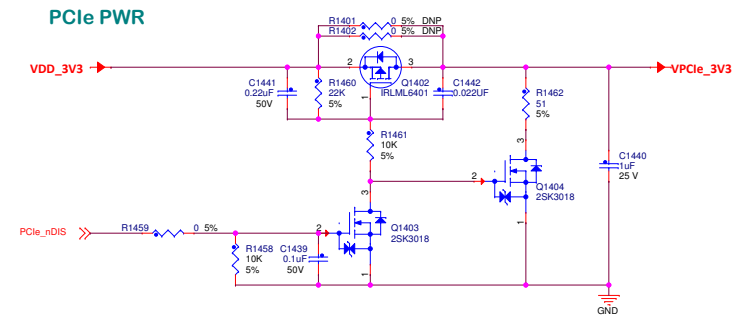 PCIe PWR
R1401 0 5% DNP
R1402 0 5% DNP
VDD_3V3
2
3
VPCIe_3V3
C1441
0.22uF
50V
R1460
22K
5%
Q1402
IRLML6401
1
C1442
0.022UF
R1462
51
5%
R1461
10K
5%
3
2
Q1404
2SK3018
1
C1440
1uF
25 V
PCIe_nDIS
R1459 0 5%
3
2
Q1403
2SK3018
1
R1458
10K
5%
C1439
0.1uF
50V
GND